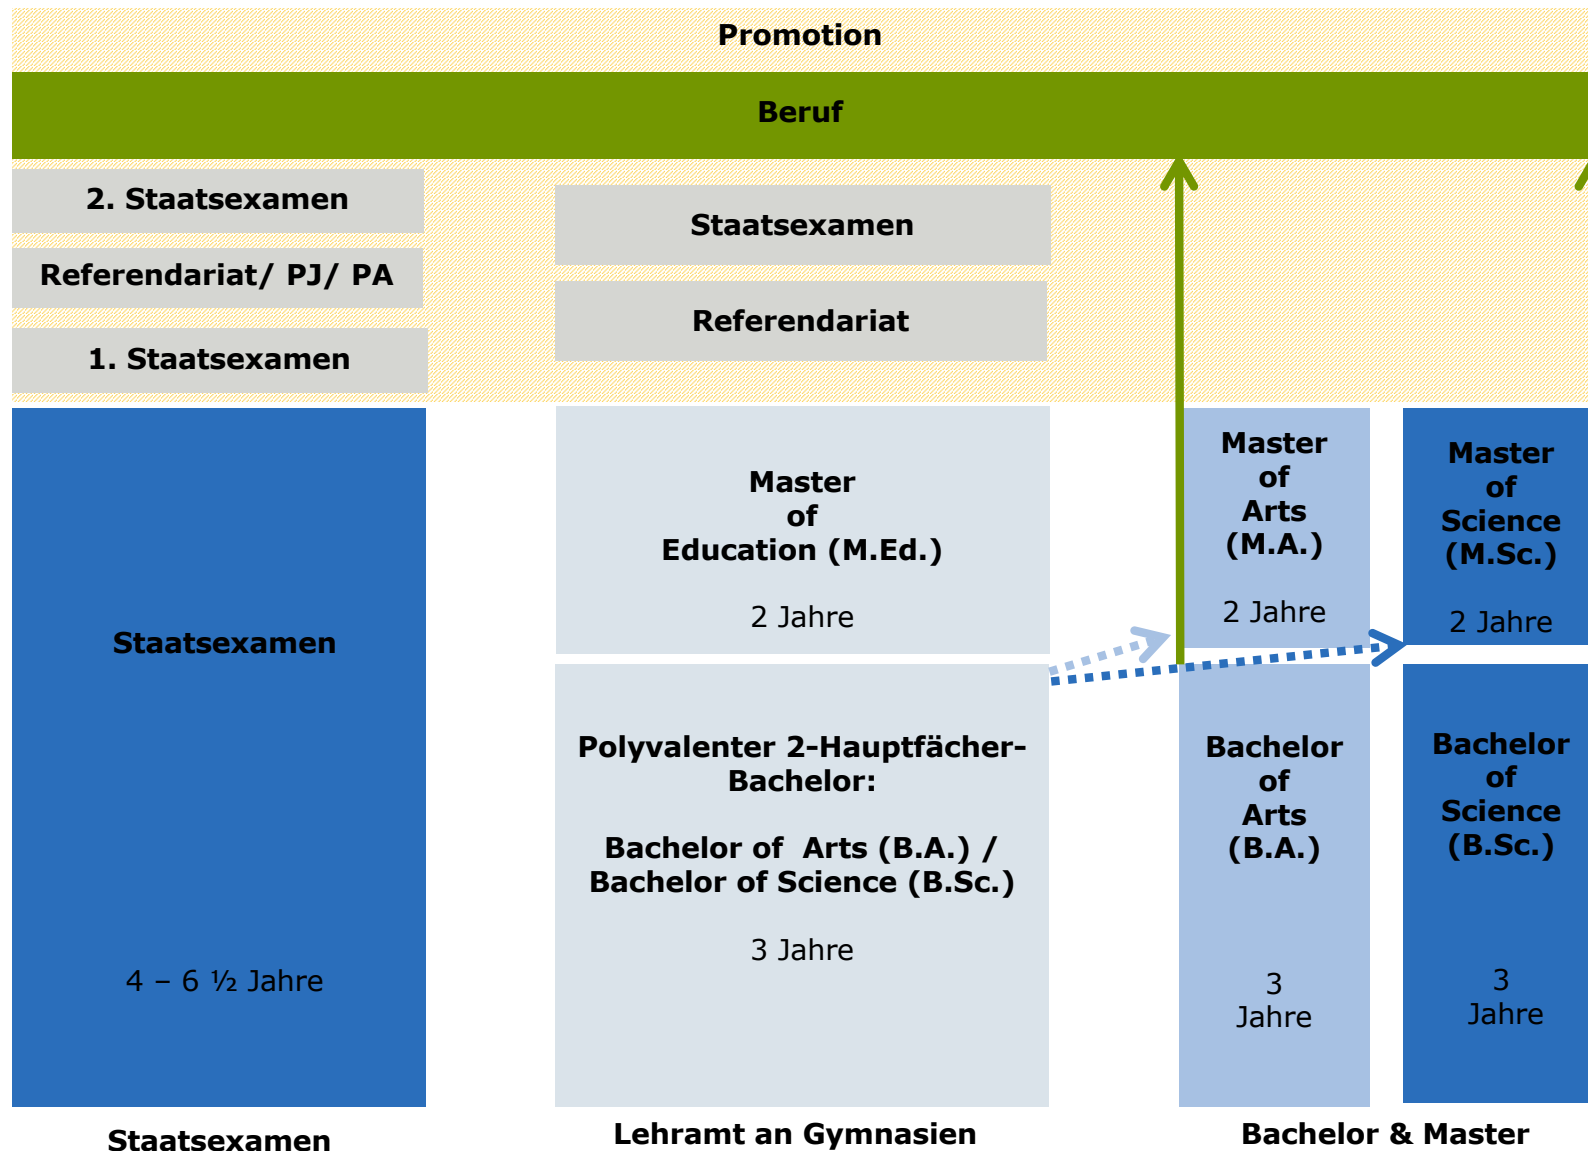 Promotion
Beruf
2. Staatsexamen
Referendariat/ PJ/ PA
1. Staatsexamen
Staatsexamen
4 – 6 ½ Jahre
Staatsexamen
Staatsexamen
Referendariat
Master
of
Education (M.Ed.)
2 Jahre
Polyvalenter 2-Hauptfächer-
Bachelor:
Bachelor of  Arts (B.A.) /
Bachelor of Science (B.Sc.)
3 Jahre
Lehramt an Gymnasien
Master
of
Arts
(M.A.)
2 Jahre
Bachelor
of
Arts
(B.A.)
3
Jahre
Master
of
Science
(M.Sc.)
2 Jahre
Bachelor
of
Science
(B.Sc.)
3
Jahre
Bachelor & Master